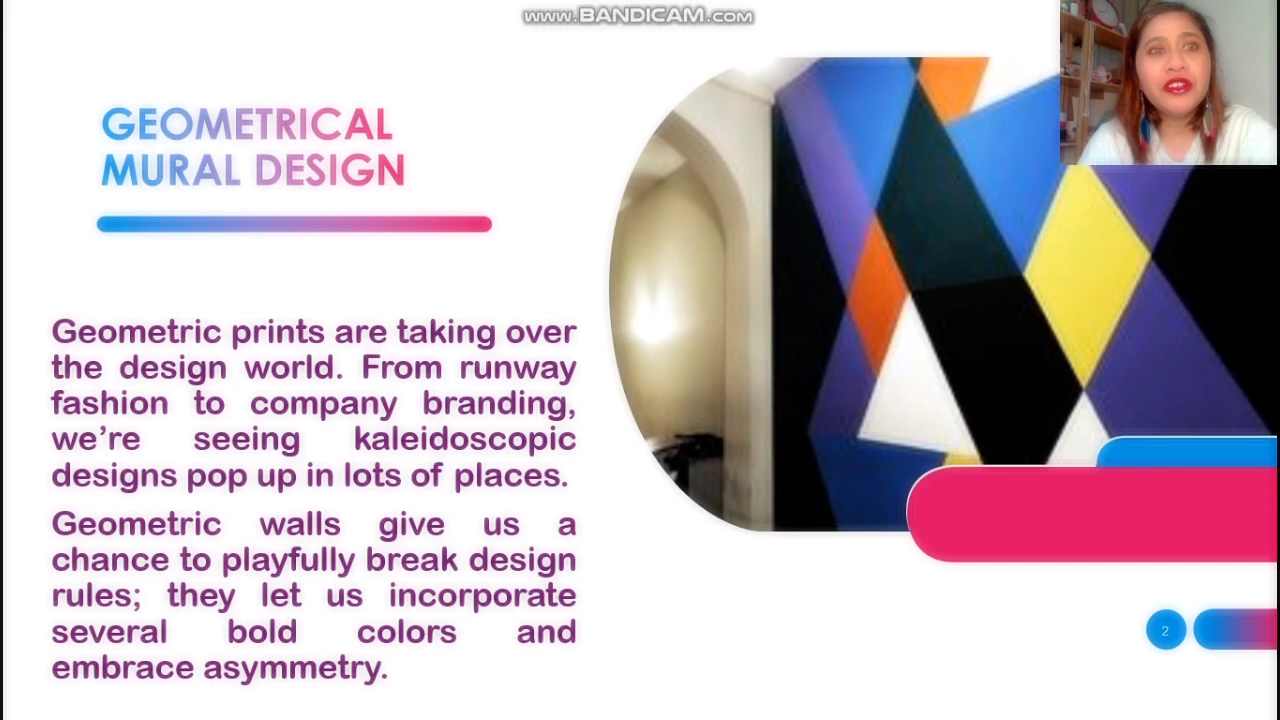 www.BANDICAM.com
GEOMETRICAL
MURAL DESIGN
Geometric prints are taking over
the design world. From runway
fashion to company branding,
we’re seeing kaleidoscopic
designs pop up in lots of places.
Geometric walls give us a
chance to playfully break design
rules; they let us incorporate
several bold colors and
embrace asymmetry.
2